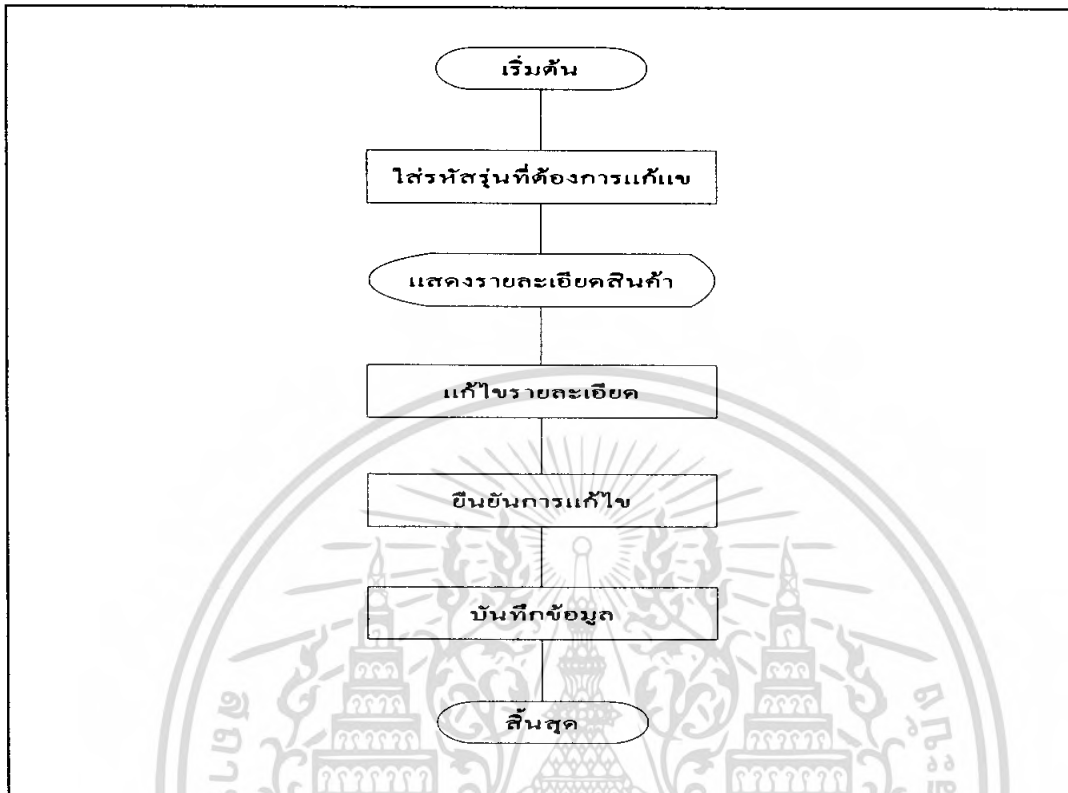 เริ่มต้น
ใส่รหัสรุ่นที่ต้องการแก้แข
แสดงรายละเอียดสินค้า
แก้ไขรายละเอียด
ยืนยันการแก้ไข
บันทึกข้อมูล
สิ้นสุด